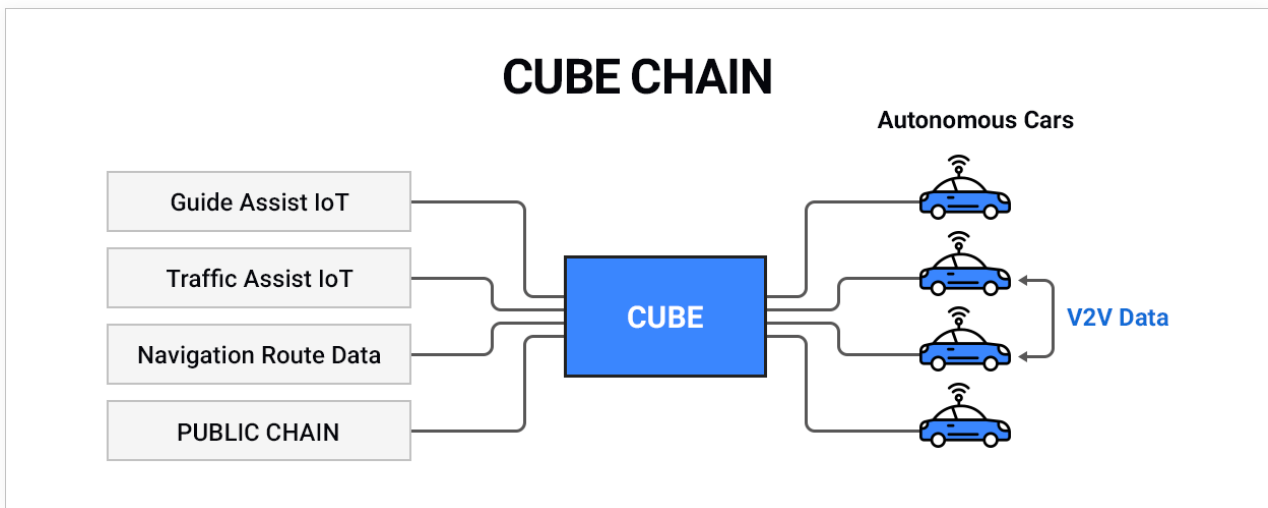 CUBE CHAIN
Autonomous Cars
Guide Assist IoT
Traffic Assist IoT
Navigation Route Data
PUBLIC CHAIN
CUBE
V2V Data